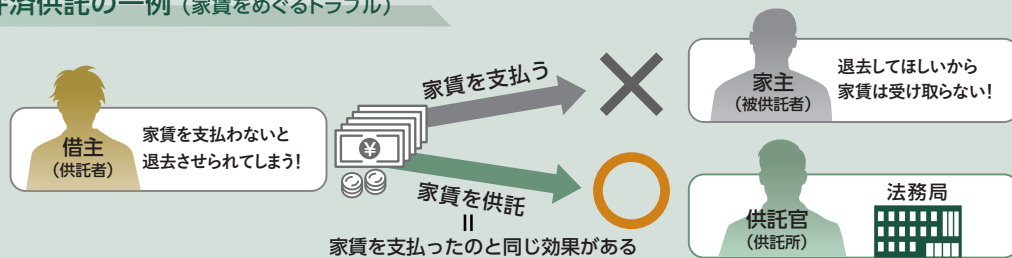 済供託の一例（家賃をめぐるトラブル）
借主
（供託者）
家賃を支払わないと
退去させられてしまう！
¥
家賃を支払う
家賃を供託
＝
家賃を支払ったのと同じ効果がある
家主
（被供託者）
退去してほしいから
家賃は受け取らない！
供託官
（供託所）
法務局